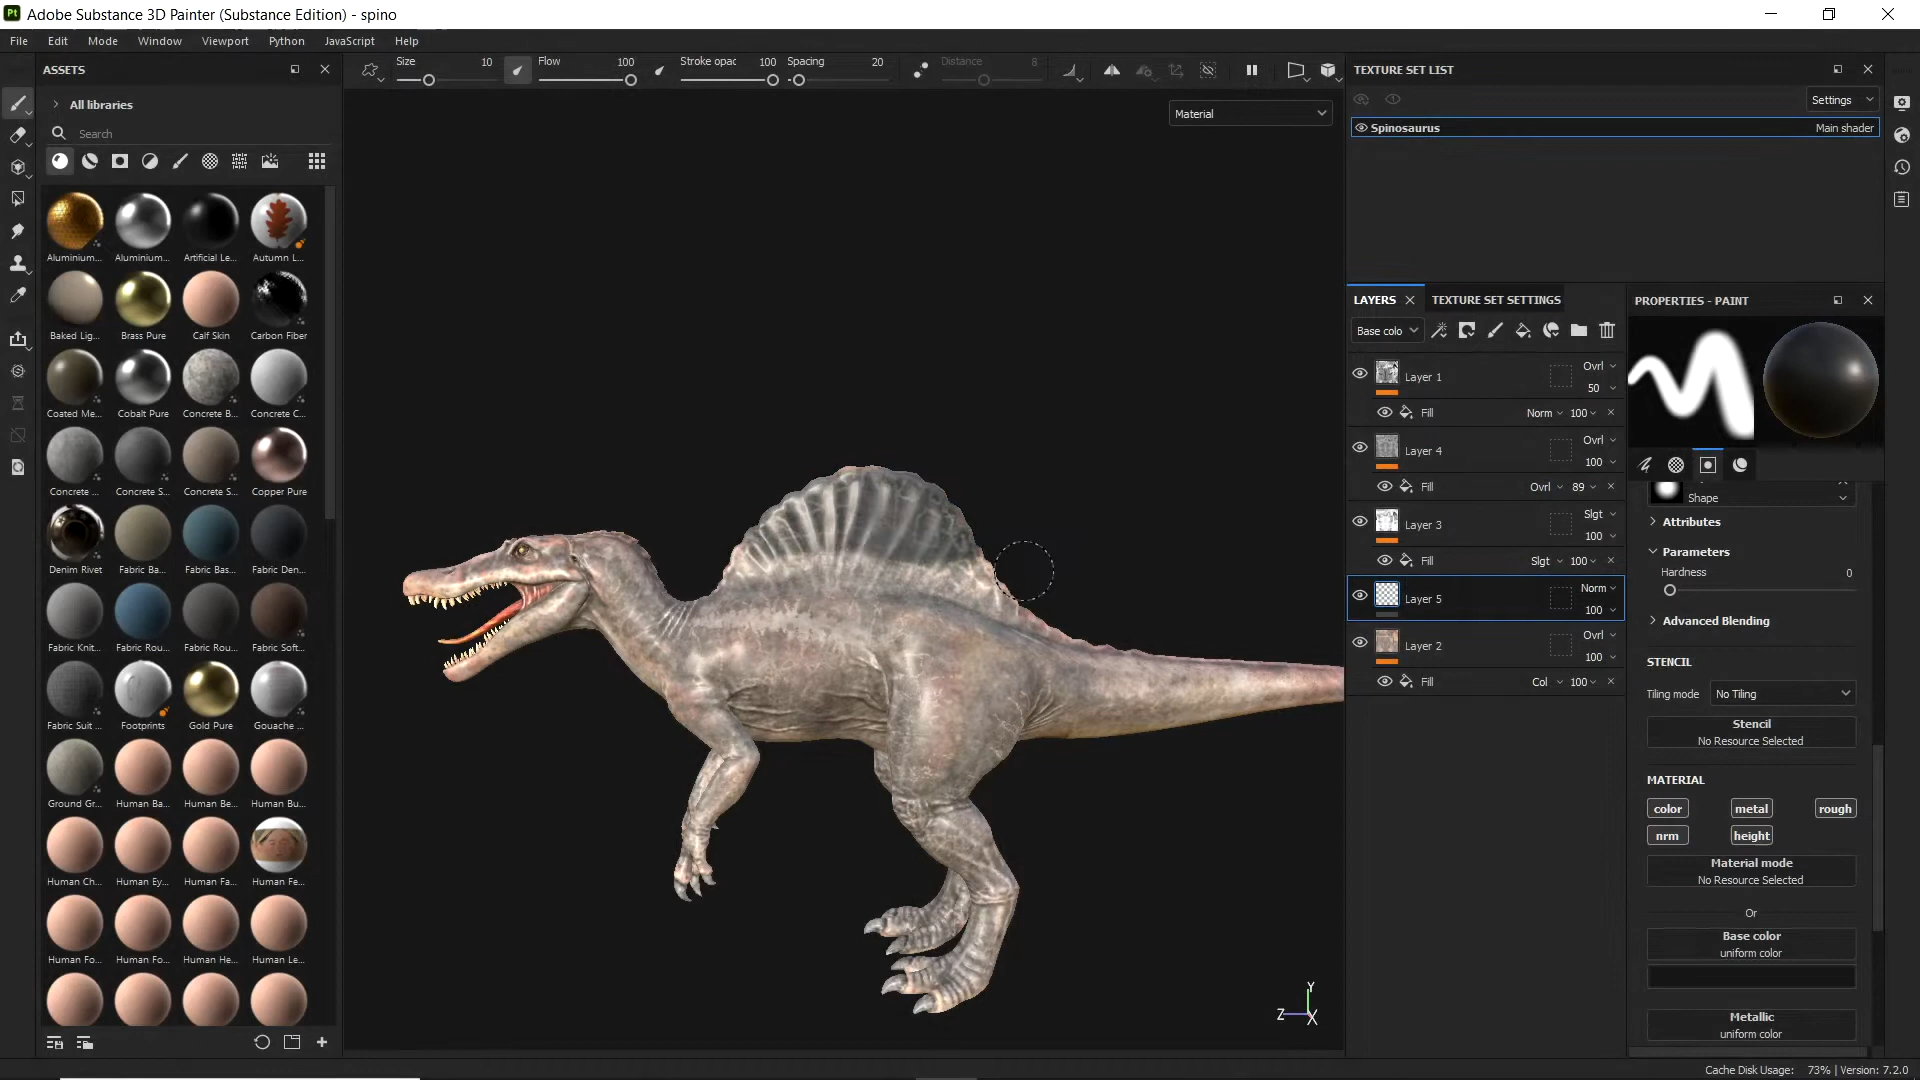 Pt Adobe Substance 3D Painter (Substance Edition) - spino
File Edit Mode Window Viewport Python JavaScript Help
ASSETS
All libraries
Search
Aluminium... Aluminium... Artificial Le... Autumn L...
Baked Lig... Brass Pure Calf Skin Carbon Fiber
Coated Me... Cobalt Pure Concrete B... Concrete C...
Concrete ... Concrete S... Concrete S... Copper Pure
Denim Rivet Fabric Ba... Fabric Bas... Fabric Den...
Fabric Knit... Fabric Rou... Fabric Rou... Fabric Soft...
Fabric Suit ... Footprints Gold Pure Gouache ...
Ground Gr... Human Ba... Human Be... Human Bu...
Human Ch... Human Ey... Human Fa... Human Fe...
Human Fo... Human Fo... Human He... Human Le...
Size 10 Flow 100 Stroke opac 100 Spacing 20 Distance 8
Material
Y
Z X
TEXTURE SET LIST
Settings
Spinosaurus Main shader
LAYERS TEXTURE SET SETTINGS
Base colo
Layer 1 Ovrl
50
Fill Norm 100
Layer 4 Ovrl
100
Fill Ovrl 89
Layer 3 Slgt
100
Fill Slgt 100
Layer 5 Norm
100
Layer 2 Ovrl
100
Fill Col 100
PROPERTIES - PAINT
Shape
Attributes
Parameters
Hardness 0
Advanced Blending
STENCIL
Tiling mode No Tiling
Stencil
No Resource Selected
MATERIAL
color metal rough
nrm height
Material mode
No Resource Selected
Or
Base color
uniform color
Metallic
uniform color
Cache Disk Usage: 73% | Version: 7.2.0